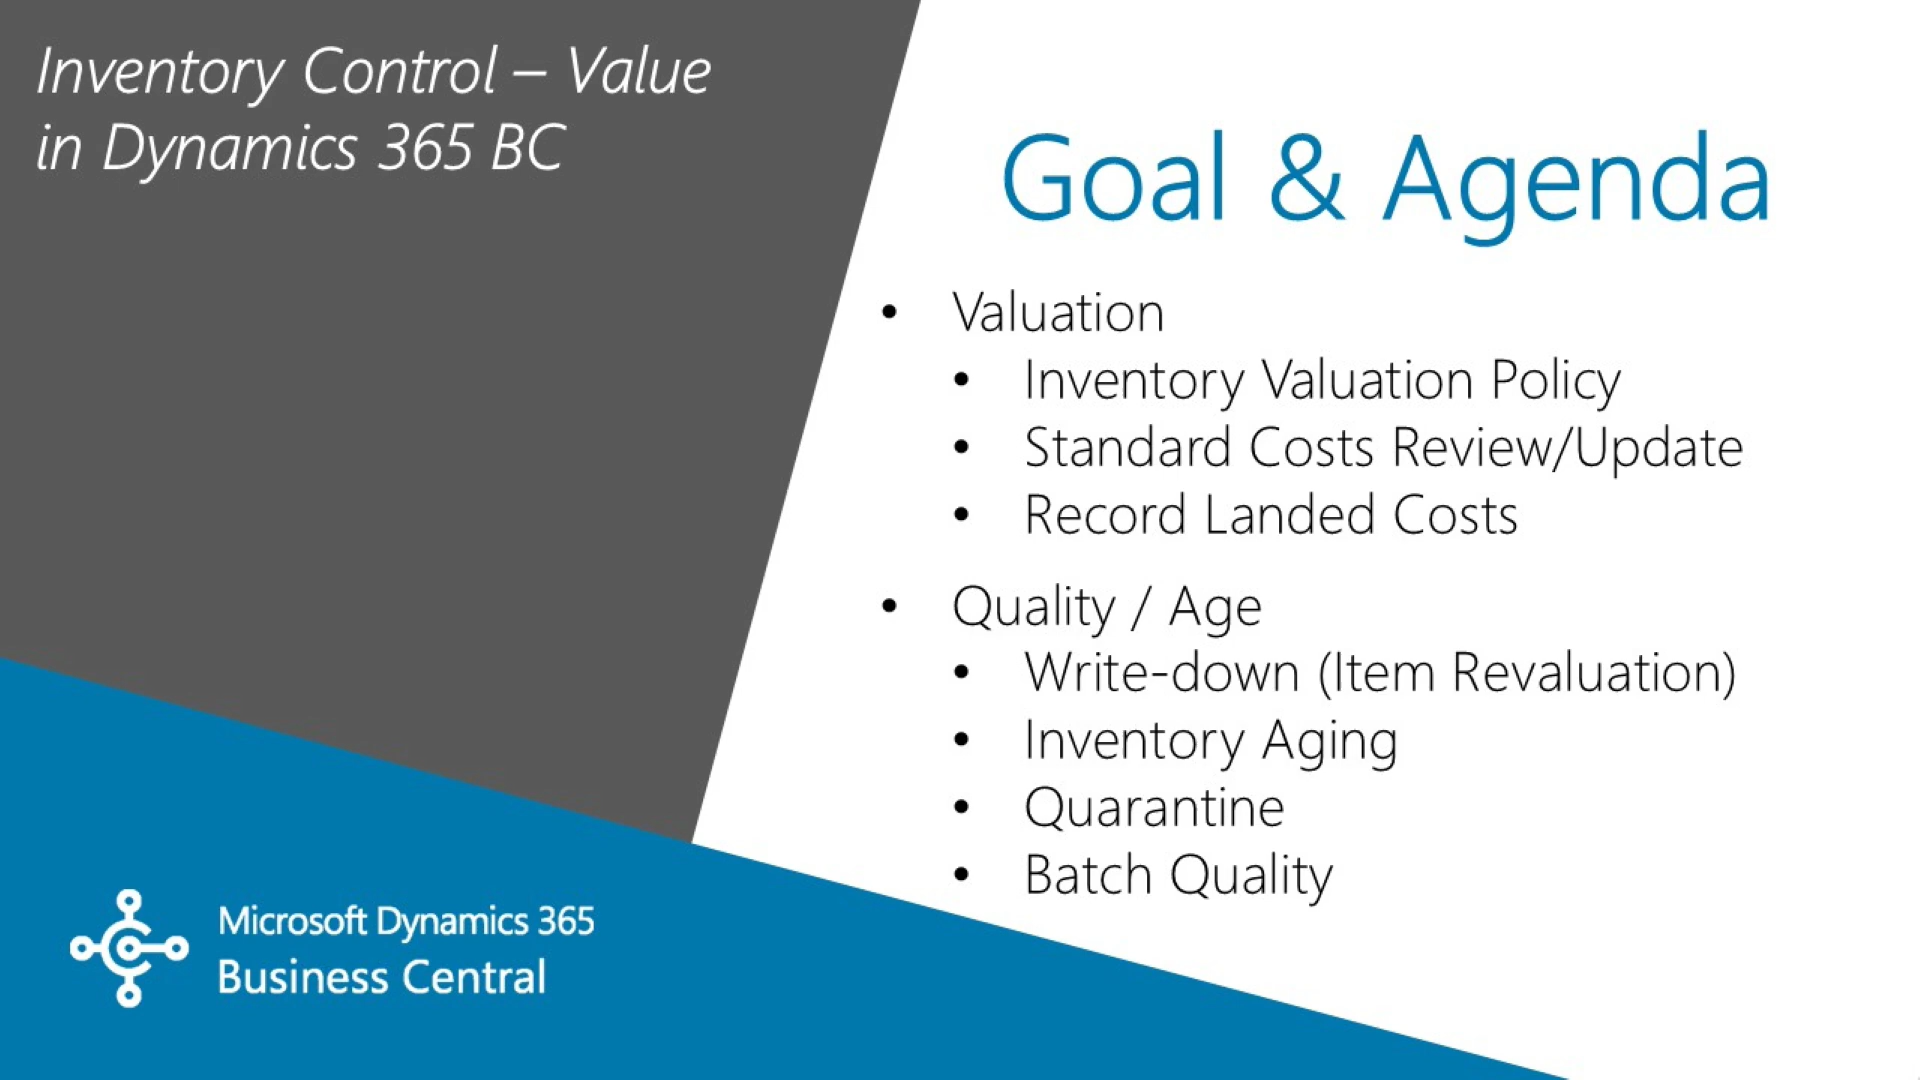 Inventory Control – Value
in Dynamics 365 BC
Goal & Agenda
• Valuation
• Inventory Valuation Policy
• Standard Costs Review/Update
• Record Landed Costs
• Quality / Age
• Write-down (Item Revaluation)
• Inventory Aging
• Quarantine
• Batch Quality
Microsoft Dynamics 365
Business Central